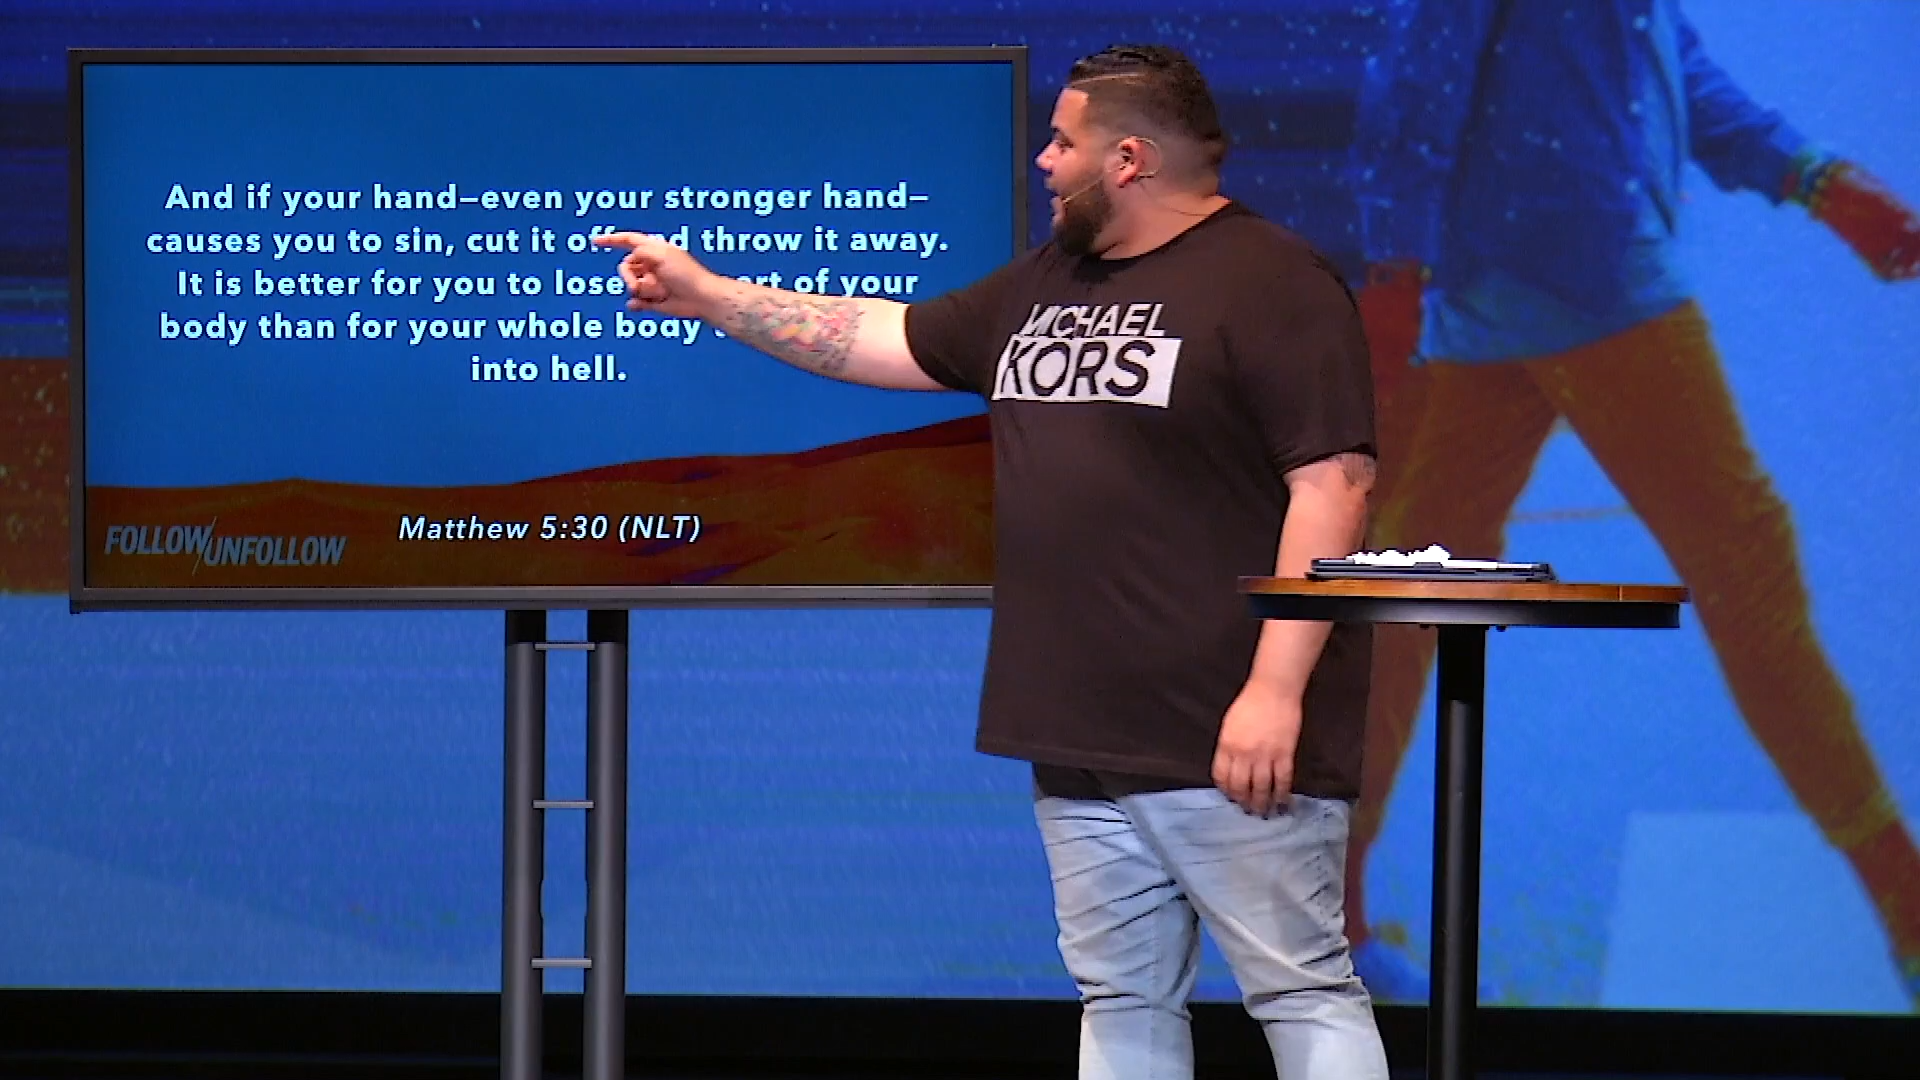 And if your hand—even your stronger hand—
causes you to sin, cut it off and throw it away.
It is better for you to lose part of your
body than for your whole body
into hell.
Matthew 5:30 (NLT)
FOLLOW/UNFOLLOW
MICHAEL
KORS